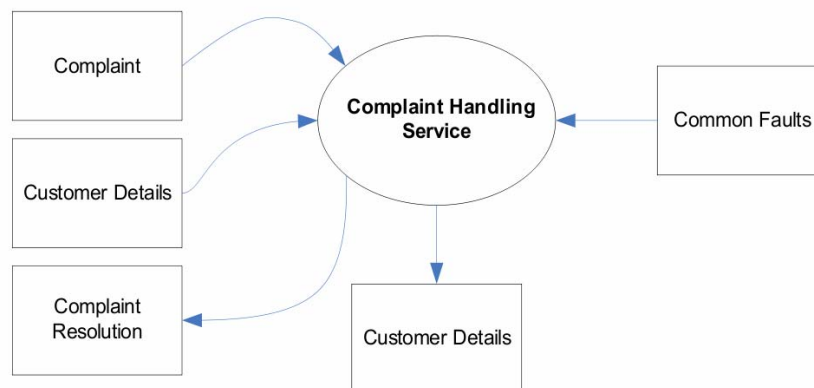 Complaint
Complaint Handling
Service
Common Faults
Customer Details
Complaint
Resolution
Customer Details